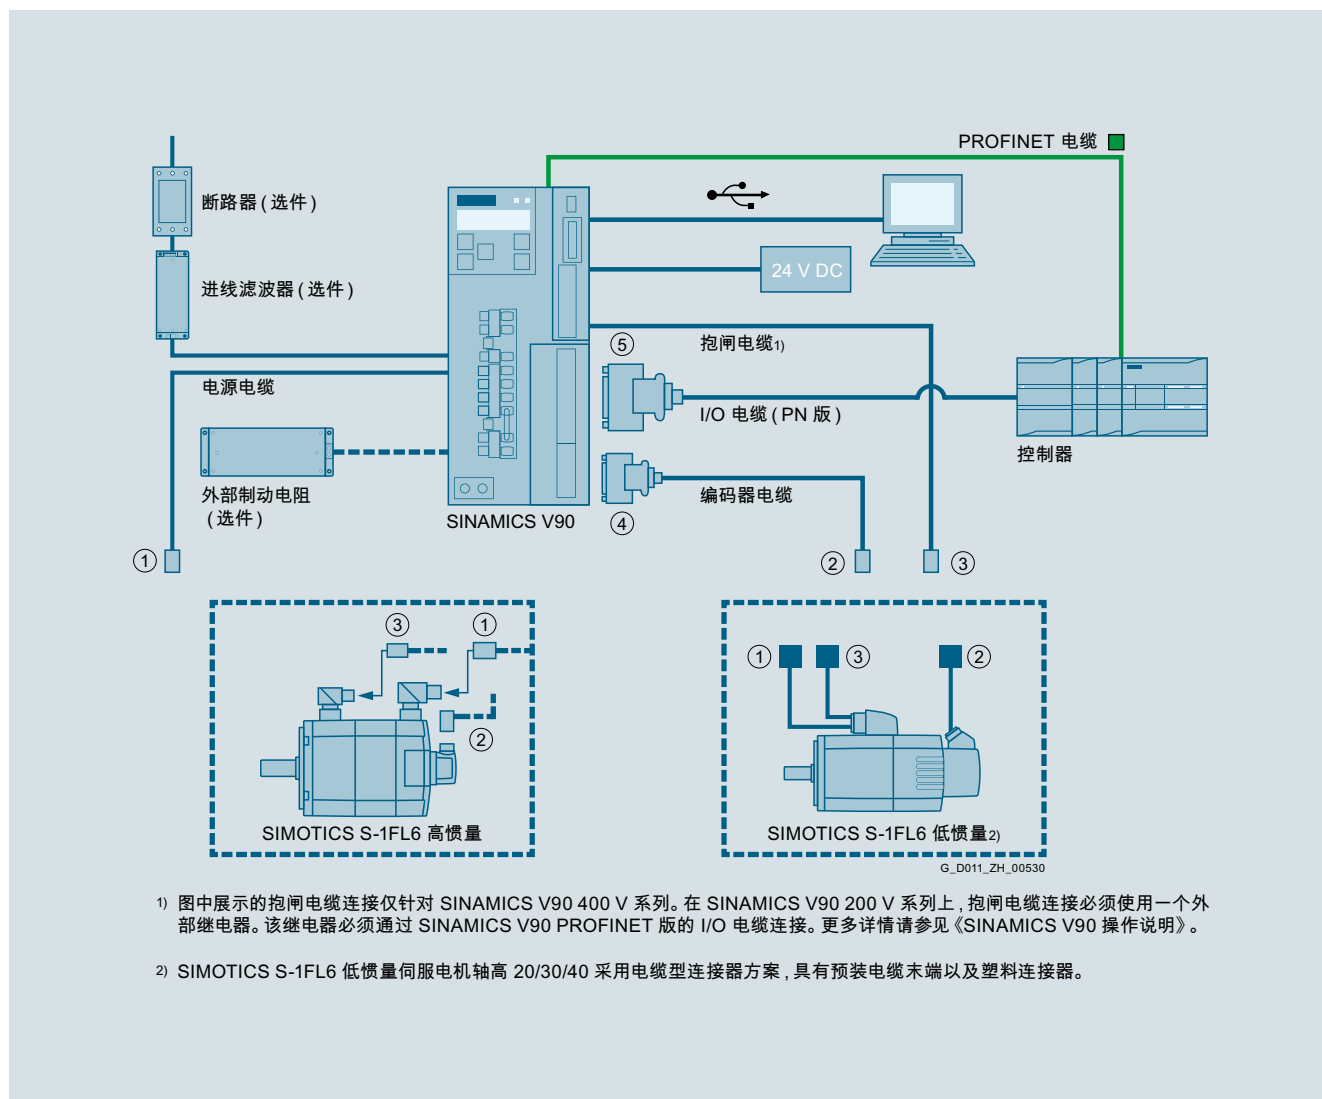 PROFINET 电缆
断路器(选件)
24 V DC
进线滤波器(选件)
⑤
抱闸电缆1)
电源电缆
I/O 电缆(PN 版)
控制器
外部制动电阻
(选件)
编码器电缆
SINAMICS V90
④
①
②
③
③
①
②
①
③
②
SIMOTICS S-1FL6 高惯量
SIMOTICS S-1FL6 低惯量2)
G_D011_ZH_00530
1) 图中展示的抱闸电缆连接仅针对 SINAMICS V90 400 V 系列。在 SINAMICS V90 200 V 系列上,抱闸电缆连接必须使用一个外
部继电器。该继电器必须通过 SINAMICS V90 PROFINET 版的 I/O 电缆连接。更多详情请参见《SINAMICS V90 操作说明》。
2) SIMOTICS S-1FL6 低惯量伺服电机轴高 20/30/40 采用电缆型连接器方案,具有预装电缆末端以及塑料连接器。